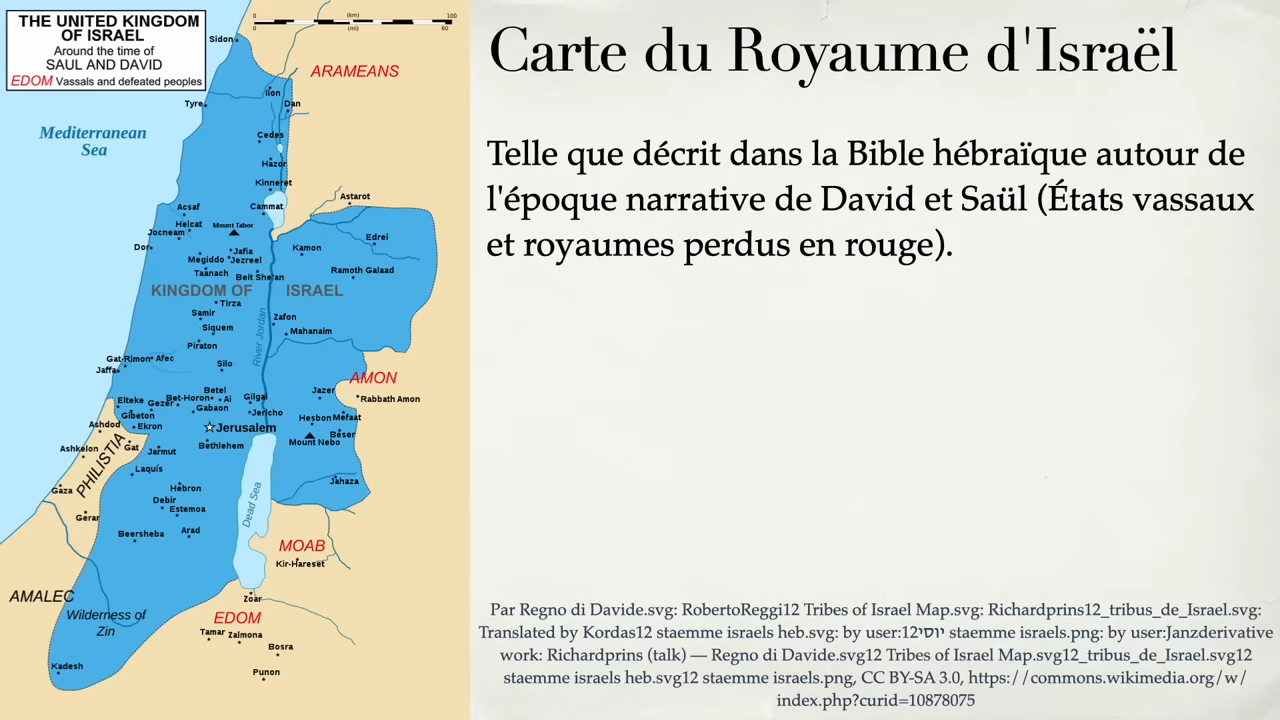 THE UNITED KINGDOM
OF ISRAEL
Around the time of
SAUL AND DAVID
EDOM Vassals and defeated peoples
0 (km) 100
0 (mi) 60
Sidon
ARAMEANS
Iion
Tyre
Dan
Mediterranean
Sea
Cedes
Hazor
Kinneret
Astarot
Acsaf
Cammat
Helcat
Mount Tabor
Jocneam
Edrei
Dor
Jafia
Kamon
Megiddo
Jezreel
Taanach
Beit She'an
Ramoth Galaad
KINGDOM OF ISRAEL
Tirza
Samir
Zafon
Siquem
Mahanaim
River Jordan
Piraton
Gat-Rimon
Afec
Silo
Jaffa
AMON
Betel
Jazer
Rabbath Amon
Elteke
Gezer
Bet-Horon
Ai
Gilgal
Gabaon
Jericho
Gibeton
Hesbon
Mefaat
Ashdod
Ekron
Jerusalem
Beser
Mount Nebo
Ashkelon
Gat
Jarmut
Bethlehem
PHILISTIA
Laquís
Jahaza
Gaza
Hebron
Dead Sea
Debir
Estemoa
Gerar
Beersheba
Arad
MOAB
Kir-Hareset
AMALEC
Zoar
Wilderness of
Zin
EDOM
Tamar
Zalmona
Bosra
Kadesh
Punon
Carte du Royaume d'Israël
Telle que décrit dans la Bible hébraïque autour de
l'époque narrative de David et Saül (États vassaux
et royaumes perdus en rouge).
Par Regno di Davide.svg: RobertoReggi12 Tribes of Israel Map.svg: Richardprins12_tribus_de_Israel.svg:
Translated by Kordas12 staemme israels heb.svg: by user:12יוסי staemme israels.png: by user:Janzderivative
work: Richardprins (talk) — Regno di Davide.svg12 Tribes of Israel Map.svg12_tribus_de_Israel.svg12
staemme israels heb.svg12 staemme israels.png, CC BY-SA 3.0, https://commons.wikimedia.org/w/
index.php?curid=10878075